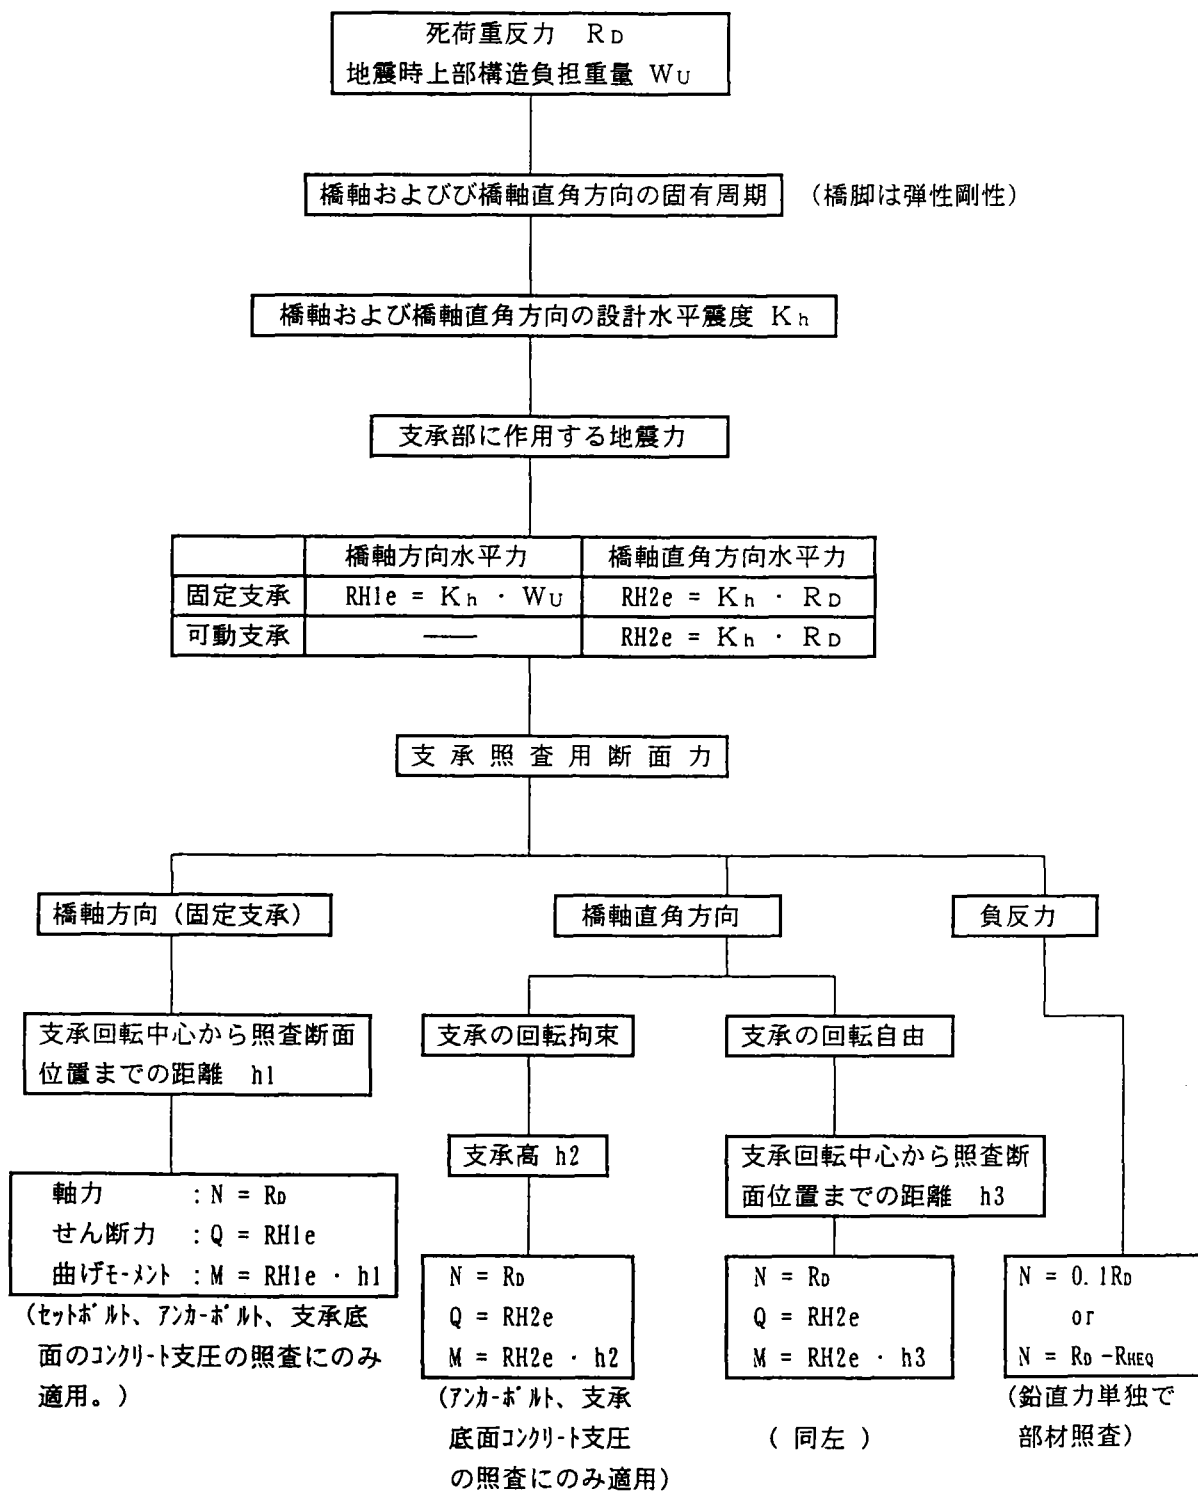 死荷重反力　RD
地震時上部構造負担重量 WU
橋軸およびび橋軸直角方向の固有周期　(橋脚は弾性剛性)
橋軸および橋軸直角方向の設計水平震度 Kh
支承部に作用する地震力
橋軸方向水平力　橋軸直角方向水平力
固定支承　RH1e = Kh · WU　RH2e = Kh · RD
可動支承　――　RH2e = Kh · RD
支 承 照 査 用 断 面 力
橋軸方向（固定支承）　橋軸直角方向　負反力
支承回転中心から照査断面
位置までの距離　h1
軸力　：N = RD
せん断力　：Q = RH1e
曲げモーメント：M = RH1e · h1
(セットボルト、アンカーボルト、支承底
面のコンクリート支圧の照査にのみ
適用。)
支承の回転拘束
支承高 h2
N = RD
Q = RH2e
M = RH2e · h2
(アンカーボルト、支承
底面コンクリート支圧
の照査にのみ適用)
支承の回転自由
支承回転中心から照査断
面位置までの距離　h3
N = RD
Q = RH2e
M = RH2e · h3
( 同左 )
N = 0.1RD
or
N = RD -RHEQ
(鉛直力単独で
部材照査)